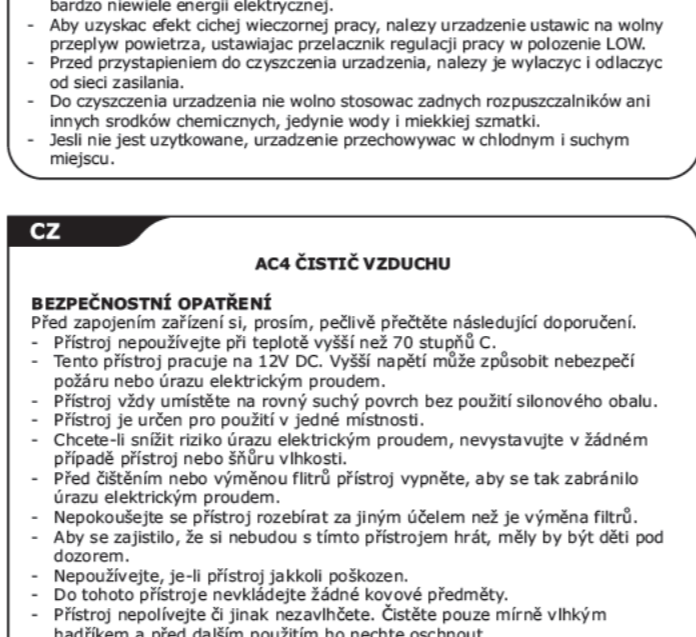 bardzo niewiele energii elektrycznej.
- Aby uzyskac efekt cichej wieczornej pracy, nalezy urzadzenie ustawic na wolny
przeplyw powietrza, ustawiajac przelacznik regulacji pracy w polozenie LOW.
- Przed przystapieniem do czyszczenia urzadzenia, nalezy je wylaczyc i odlaczyc
od sieci zasilania.
- Do czyszczenia urzadzenia nie wolno stosowac zadnych rozpuszczalników ani
innych srodków chemicznych, jedynie wody i miekkiej szmatki.
- Jesli nie jest uzytkowane, urzadzenie przechowywac w chlodnym i suchym
miejscu.
CZ
AC4 ČISTIČ VZDUCHU
BEZPEČNOSTNÍ OPATŘENÍ
Před zapojením zařízení si, prosím, pečlivě přečtěte následující doporučení.
- Přístroj nepoužívejte při teplotě vyšší než 70 stupňů C.
- Tento přístroj pracuje na 12V DC. Vyšší napětí může způsobit nebezpečí
požáru nebo úrazu elektrickým proudem.
- Přístroj vždy umístěte na rovný suchý povrch bez použití silonového obalu.
- Přístroj je určen pro použití v jedné místnosti.
- Chcete-li snížit riziko úrazu elektrickým proudem, nevystavujte v žádném
případě přístroj nebo šňůru vlhkosti.
- Před čištěním nebo výměnou flitrů přístroj vypněte, aby se tak zabránilo
úrazu elektrickým proudem.
- Nepokoušejte se přístroj rozebírat za jiným účelem než je výměna filtrů.
- Aby se zajistilo, že si nebudou s tímto přístrojem hrát, měly by být děti pod
dozorem.
- Nepoužívejte, je-li přístroj jakkoli poškozen.
- Do tohoto přístroje nevkládejte žádné kovové předměty.
- Přístroj nepolívejte či jinak nezavlhčete. Čistěte pouze mírně vlhkým
hadříkem a před dalším použitím ho nechte oschnout.